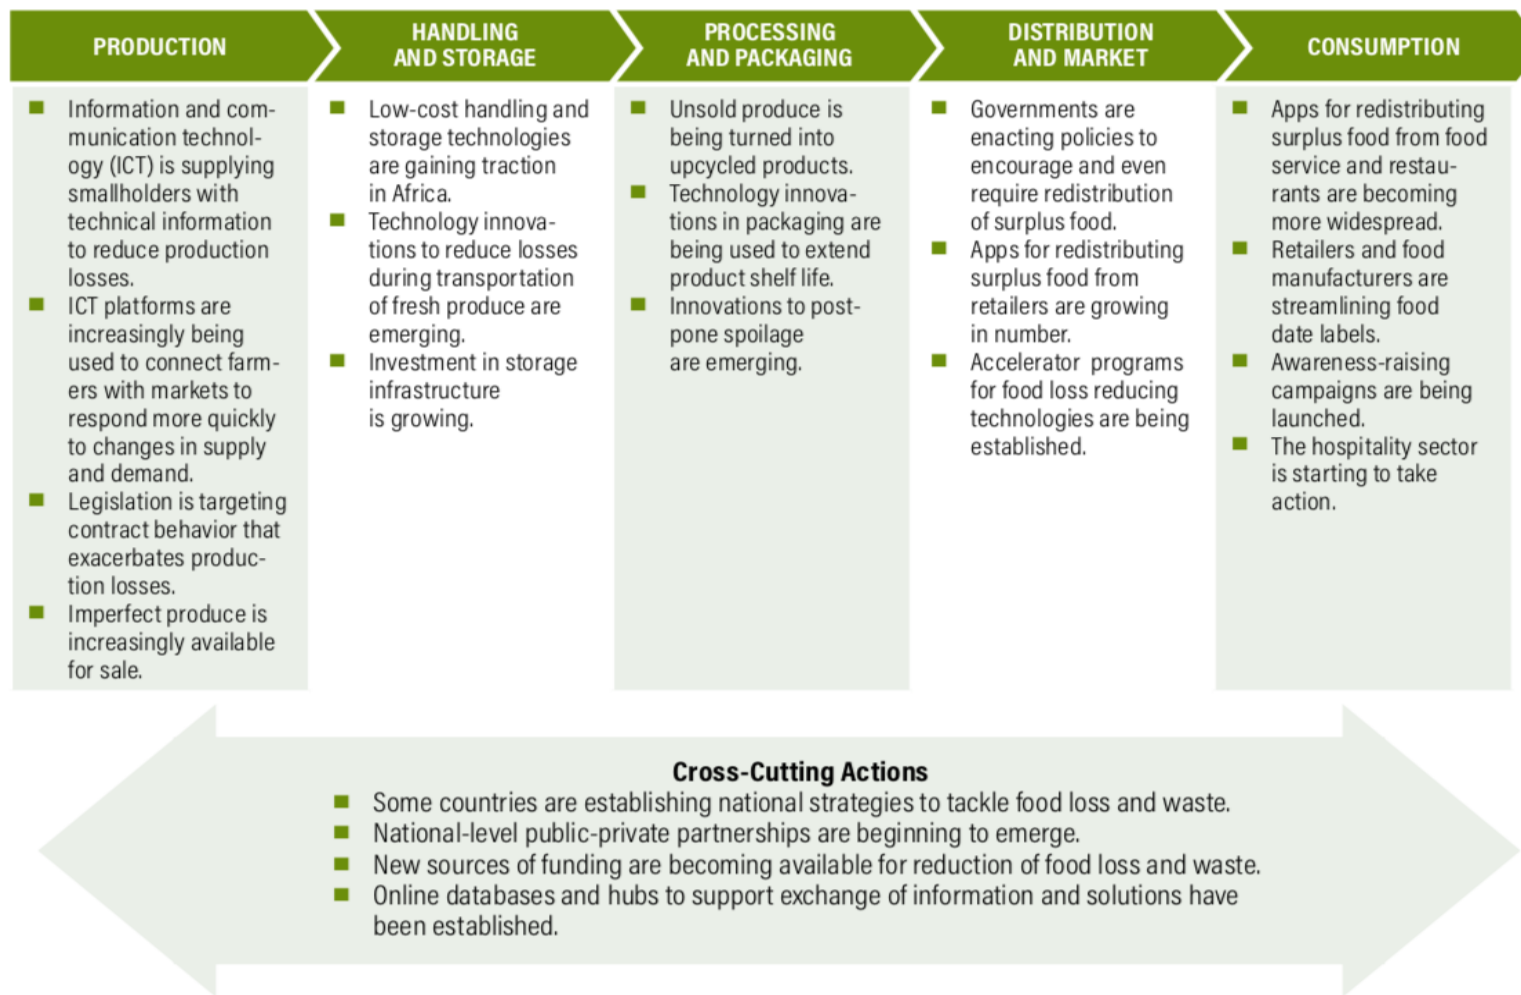 PRODUCTION
Information and com-
munication technol-
ogy (ICT) is supplying
smallholders with
technical information
to reduce production
losses.
ICT platforms are
increasingly being
used to connect farm-
ers with markets to
respond more quickly
to changes in supply
and demand.
Legislation is targeting
contract behavior that
exacerbates produc-
tion losses.
Imperfect produce is
increasingly available
for sale.
HANDLING
AND STORAGE
Low-cost handling and
storage technologies
are gaining traction
in Africa.
Technology innova-
tions to reduce losses
during transportation
of fresh produce are
emerging.
Investment in storage
infrastructure
is growing.
PROCESSING
AND PACKAGING
Unsold produce is
being turned into
upcycled products.
Technology innova-
tions in packaging are
being used to extend
product shelf life.
Innovations to post-
pone spoilage
are emerging.
DISTRIBUTION
AND MARKET
Governments are
enacting policies to
encourage and even
require redistribution
of surplus food.
Apps for redistributing
surplus food from
retailers are growing
in number.
Accelerator programs
for food loss reducing
technologies are being
established.
CONSUMPTION
Apps for redistributing
surplus food from food
service and restau-
rants are becoming
more widespread.
Retailers and food
manufacturers are
streamlining food
date labels.
Awareness-raising
campaigns are being
launched.
The hospitality sector
is starting to take
action.
Cross-Cutting Actions
Some countries are establishing national strategies to tackle food loss and waste.
National-level public-private partnerships are beginning to emerge.
New sources of funding are becoming available for reduction of food loss and waste.
Online databases and hubs to support exchange of information and solutions have
been established.